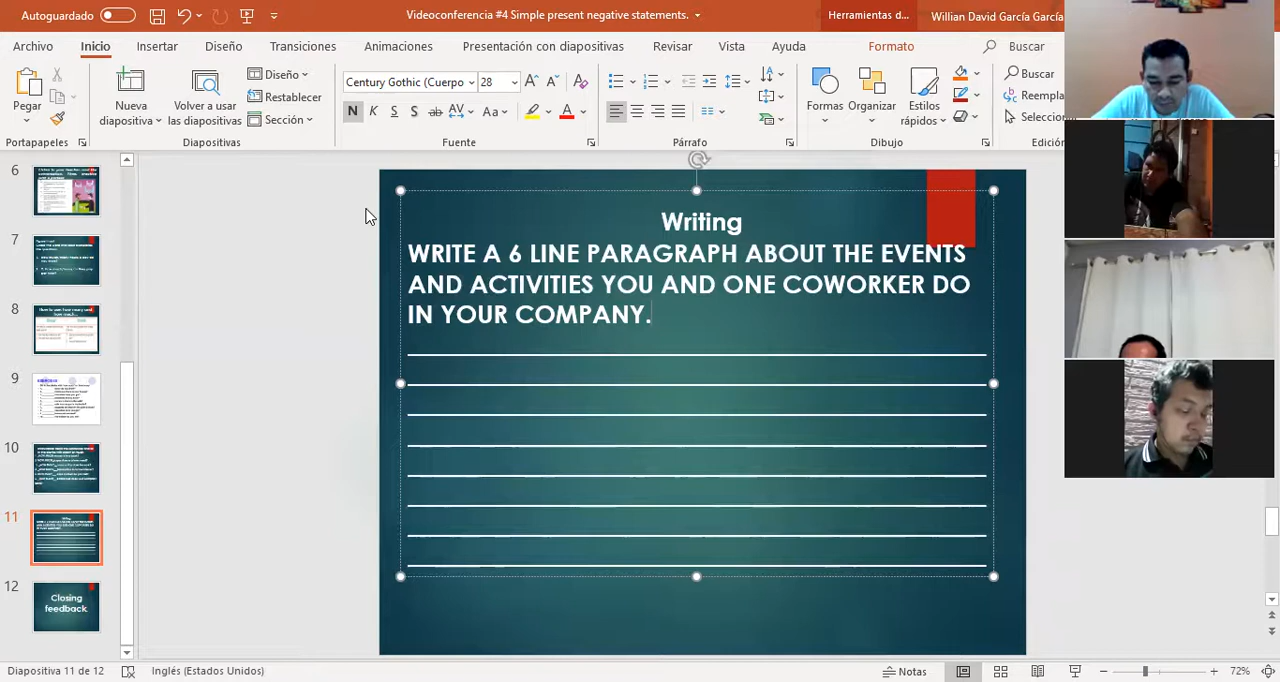 Autoguardado
Videoconferencia #4 Simple present negative statements.
Herramientas d...
Willian David García García
Archivo
Inicio
Insertar
Diseño
Transiciones
Animaciones
Presentación con diapositivas
Revisar
Vista
Ayuda
Formato
Buscar
Pegar
Nueva
diapositiva
Volver a usar
las diapositivas
Diseño
Restablecer
Sección
Century Gothic (Cuerpo
28
N K S S ab AV Aa A
Formas
Organizar
Estilos
rápidos
Buscar
Reempla
Seleccion
Portapapeles
Diapositivas
Fuente
Párrafo
Dibujo
Edición
6
7
8
9
10
11
12
Closing
feedback.
Writing
WRITE A 6 LINE PARAGRAPH ABOUT THE EVENTS
AND ACTIVITIES YOU AND ONE COWORKER DO
IN YOUR COMPANY.
Diapositiva 11 de 12
Inglés (Estados Unidos)
Notas
72%